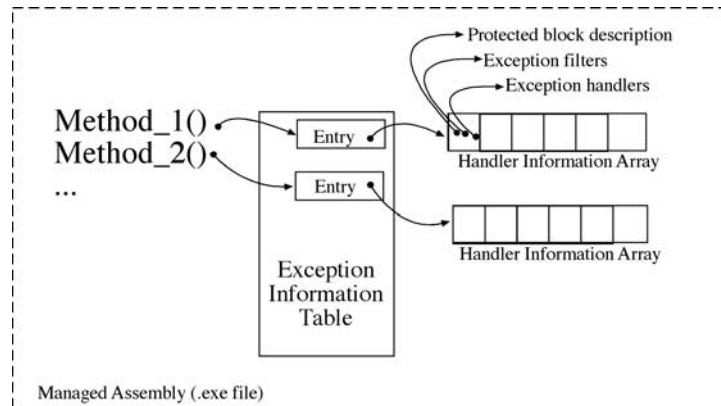 Protected block description
Exception filters
Exception handlers
Method_1()
Entry
Handler Information Array
Method_2()
...
Entry
Handler Information Array
Exception
Information
Table
Managed Assembly (.exe file)